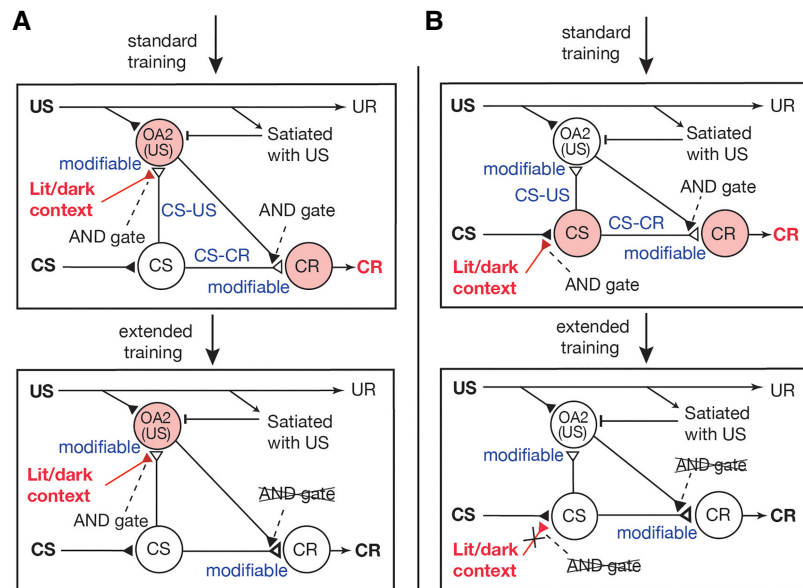 A
standard
training
US
UR
OA2
(US)
Satiated
with US
modifiable
Lit/dark
context
CS-US
AND gate
AND gate
CS
CS
CS-CR
CR
CR
modifiable
extended
training
US
UR
OA2
(US)
Satiated
with US
modifiable
Lit/dark
context
AND gate
AND gate
CS
CS
CR
CR
modifiable
B
standard
training
US
UR
OA2
(US)
Satiated
with US
modifiable
CS-US
AND gate
CS
CS
CS-CR
CR
CR
modifiable
Lit/dark
context
AND gate
extended
training
US
UR
OA2
(US)
Satiated
with US
modifiable
AND gate
CS
CS
CR
CR
modifiable
Lit/dark
context
AND gate